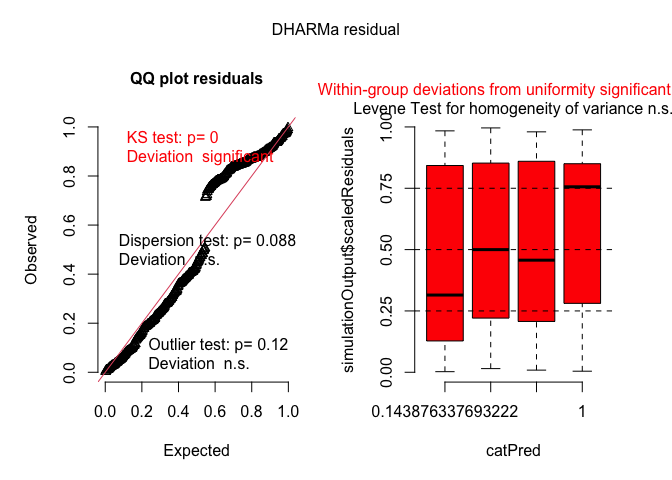 DHARMa residual
QQ plot residuals
KS test: p= 0
Deviation significant
Dispersion test: p= 0.088
Deviation n.s.
Outlier test: p= 0.12
Deviation n.s.
Observed
0.0 0.2 0.4 0.6 0.8 1.0
0.0 0.2 0.4 0.6 0.8 1.0
Expected
Within-group deviations from uniformity significant
Levene Test for homogeneity of variance n.s.
simulationOutput$scaledResiduals
0.00 0.25 0.50 0.75 1.00
0.143876337693222 1
catPred